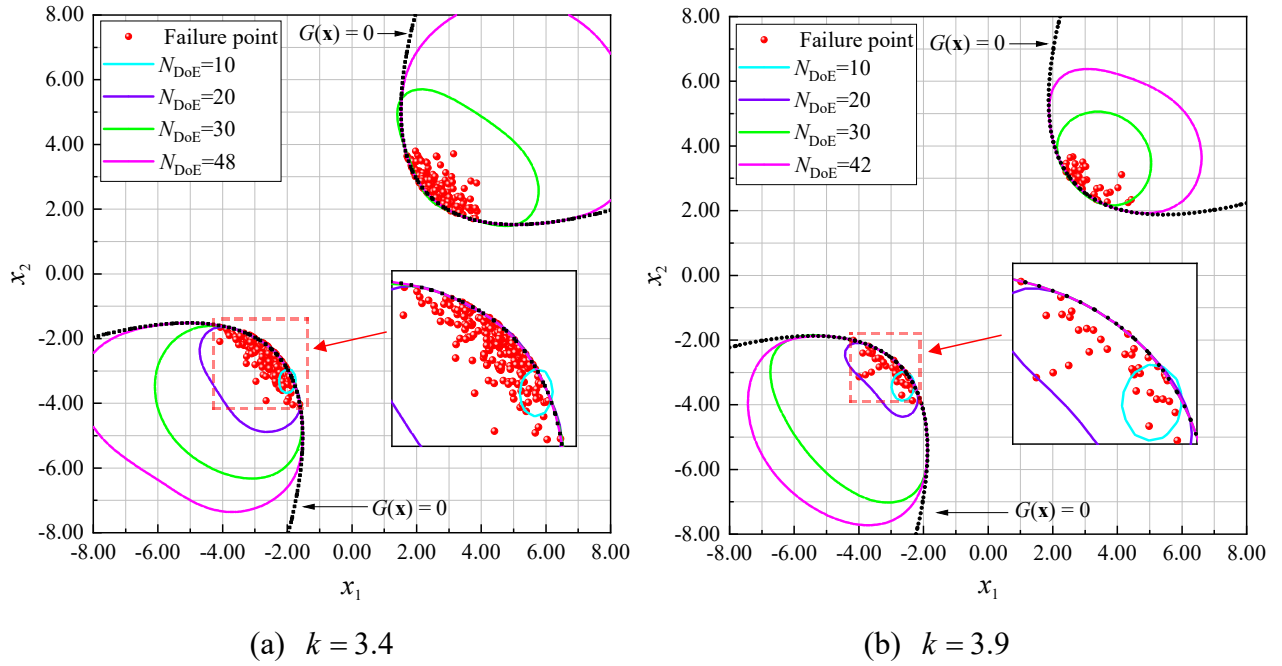 Failure point
N_DoE=10
N_DoE=20
N_DoE=30
N_DoE=48
G(x) = 0
8.00
6.00
4.00
2.00
0.00
-2.00
-4.00
-6.00
-8.00
x_2
G(x) = 0
-8.00 -6.00 -4.00 -2.00 0.00 2.00 4.00 6.00 8.00
x_1
(a) k = 3.4
Failure point
N_DoE=10
N_DoE=20
N_DoE=30
N_DoE=42
G(x) = 0
8.00
6.00
4.00
2.00
0.00
-2.00
-4.00
-6.00
-8.00
x_2
G(x) = 0
-8.00 -6.00 -4.00 -2.00 0.00 2.00 4.00 6.00 8.00
x_1
(b) k = 3.9